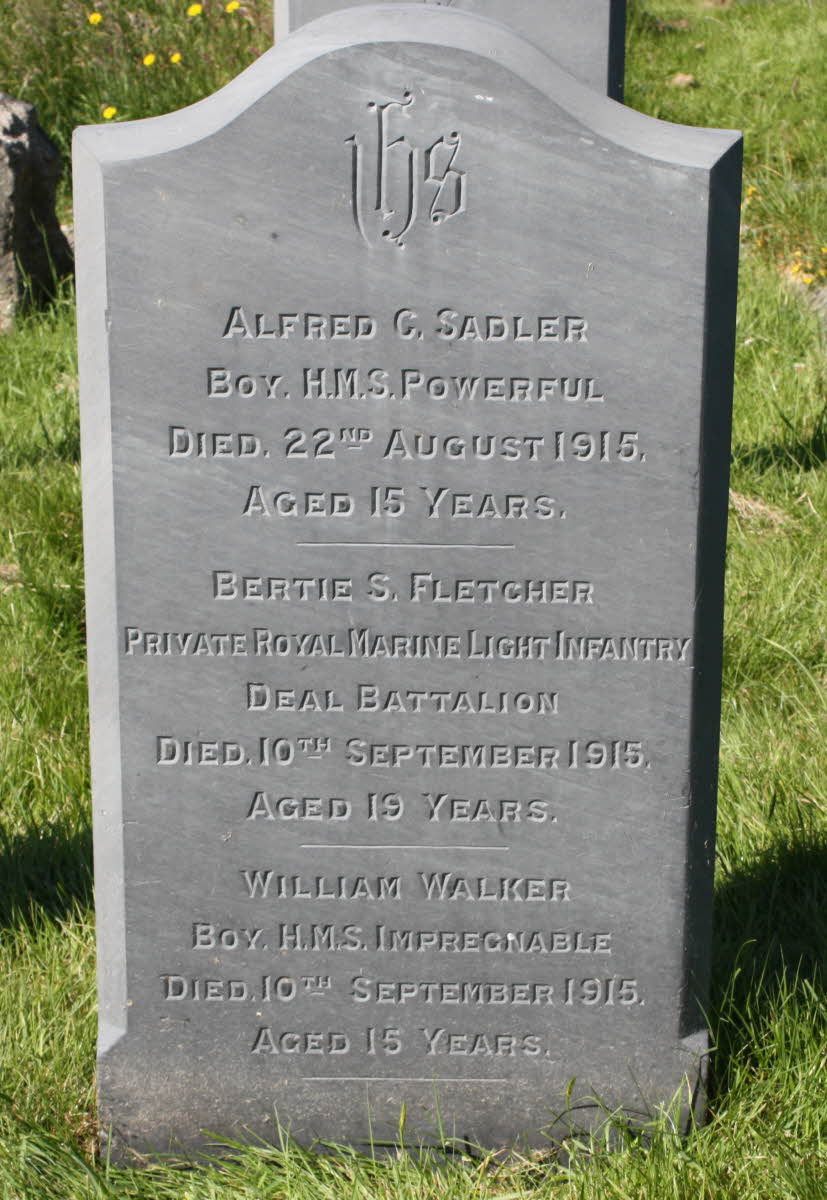 IHS
ALFRED C. SADLER
BOY. H.M.S. POWERFUL
DIED. 22ND AUGUST 1915.
AGED 15 YEARS.
BERTIE S. FLETCHER
PRIVATE ROYAL MARINE LIGHT INFANTRY
DEAL BATTALION
DIED. 10TH SEPTEMBER 1915.
AGED 19 YEARS.
WILLIAM WALKER
BOY. H.M.S. IMPREGNABLE
DIED. 10TH SEPTEMBER 1915.
AGED 15 YEARS.